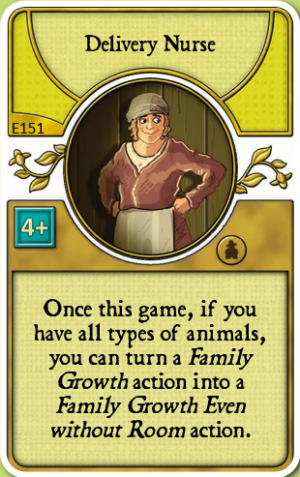 Delivery Nurse
E151
4+
Once this game, if you
have all types of animals,
you can turn a Family
Growth action into a
Family Growth Even
without Room action.